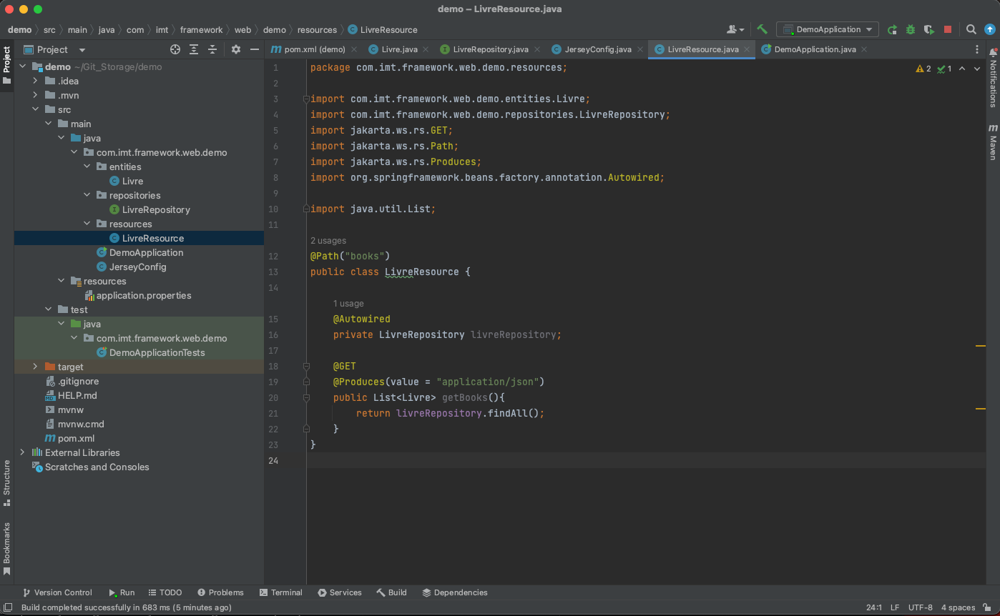 demo – LivreResource.java
demo src main java com imt framework web demo resources LivreResource
DemoApplication
Project
Project
pom.xml (demo) Livre.java LivreRepository.java JerseyConfig.java LivreResource.java DemoApplication.java
demo ~/Git_Storage/demo
.idea
.mvn
src
main
java
com.imt.framework.web.demo
entities
Livre
repositories
LivreRepository
resources
LivreResource
DemoApplication
JerseyConfig
resources
application.properties
test
java
com.imt.framework.web.demo
DemoApplicationTests
target
.gitignore
HELP.md
mvnw
mvnw.cmd
pom.xml
External Libraries
Scratches and Consoles
Structure
Bookmarks
1 package com.imt.framework.web.demo.resources;
2
3 import com.imt.framework.web.demo.entities.Livre;
4 import com.imt.framework.web.demo.repositories.LivreRepository;
5 import jakarta.ws.rs.GET;
6 import jakarta.ws.rs.Path;
7 import jakarta.ws.rs.Produces;
8 import org.springframework.beans.factory.annotation.Autowired;
9
10 import java.util.List;
11
2 usages
12 @Path("books")
13 public class LivreResource {
14
1 usage
15 @Autowired
16 private LivreRepository livreRepository;
17
18 @GET
19 @Produces(value = "application/json")
20 public List<Livre> getBooks(){
21 return livreRepository.findAll();
22 }
23 }
24
2 1
Notifications
m Maven
Version Control Run TODO Problems Terminal Services Build Dependencies
Build completed successfully in 683 ms (5 minutes ago)
24:1 LF UTF-8 4 spaces